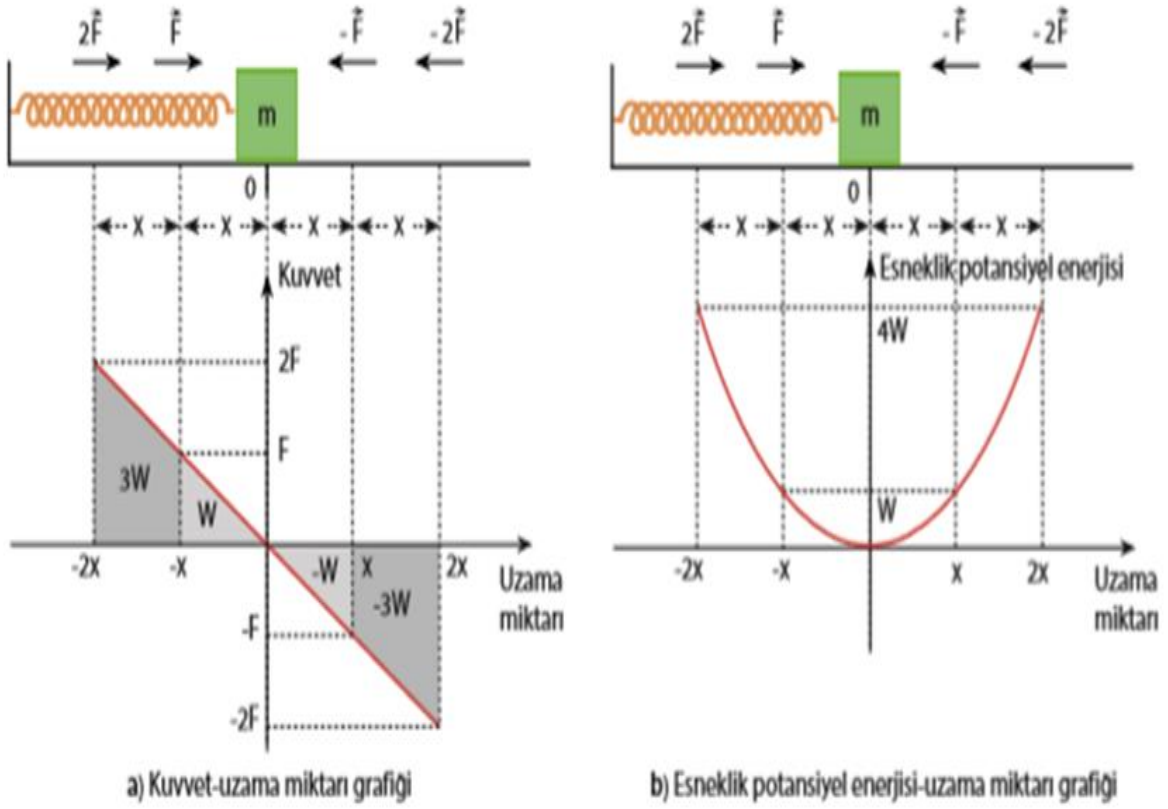 2F F -F -2F
m
0
x x x x
Kuvvet
2F
F
3W
W
-2x -x -W x 2x
-3W
Uzama
miktarı
-F
-2F
a) Kuvvet-uzama miktarı grafiği
2F F -F -2F
m
0
x x x x
Esneklik potansiyel enerjisi
4W
W
-2x -x x 2x
Uzama
miktarı
b) Esneklik potansiyel enerjisi-uzama miktarı grafiği